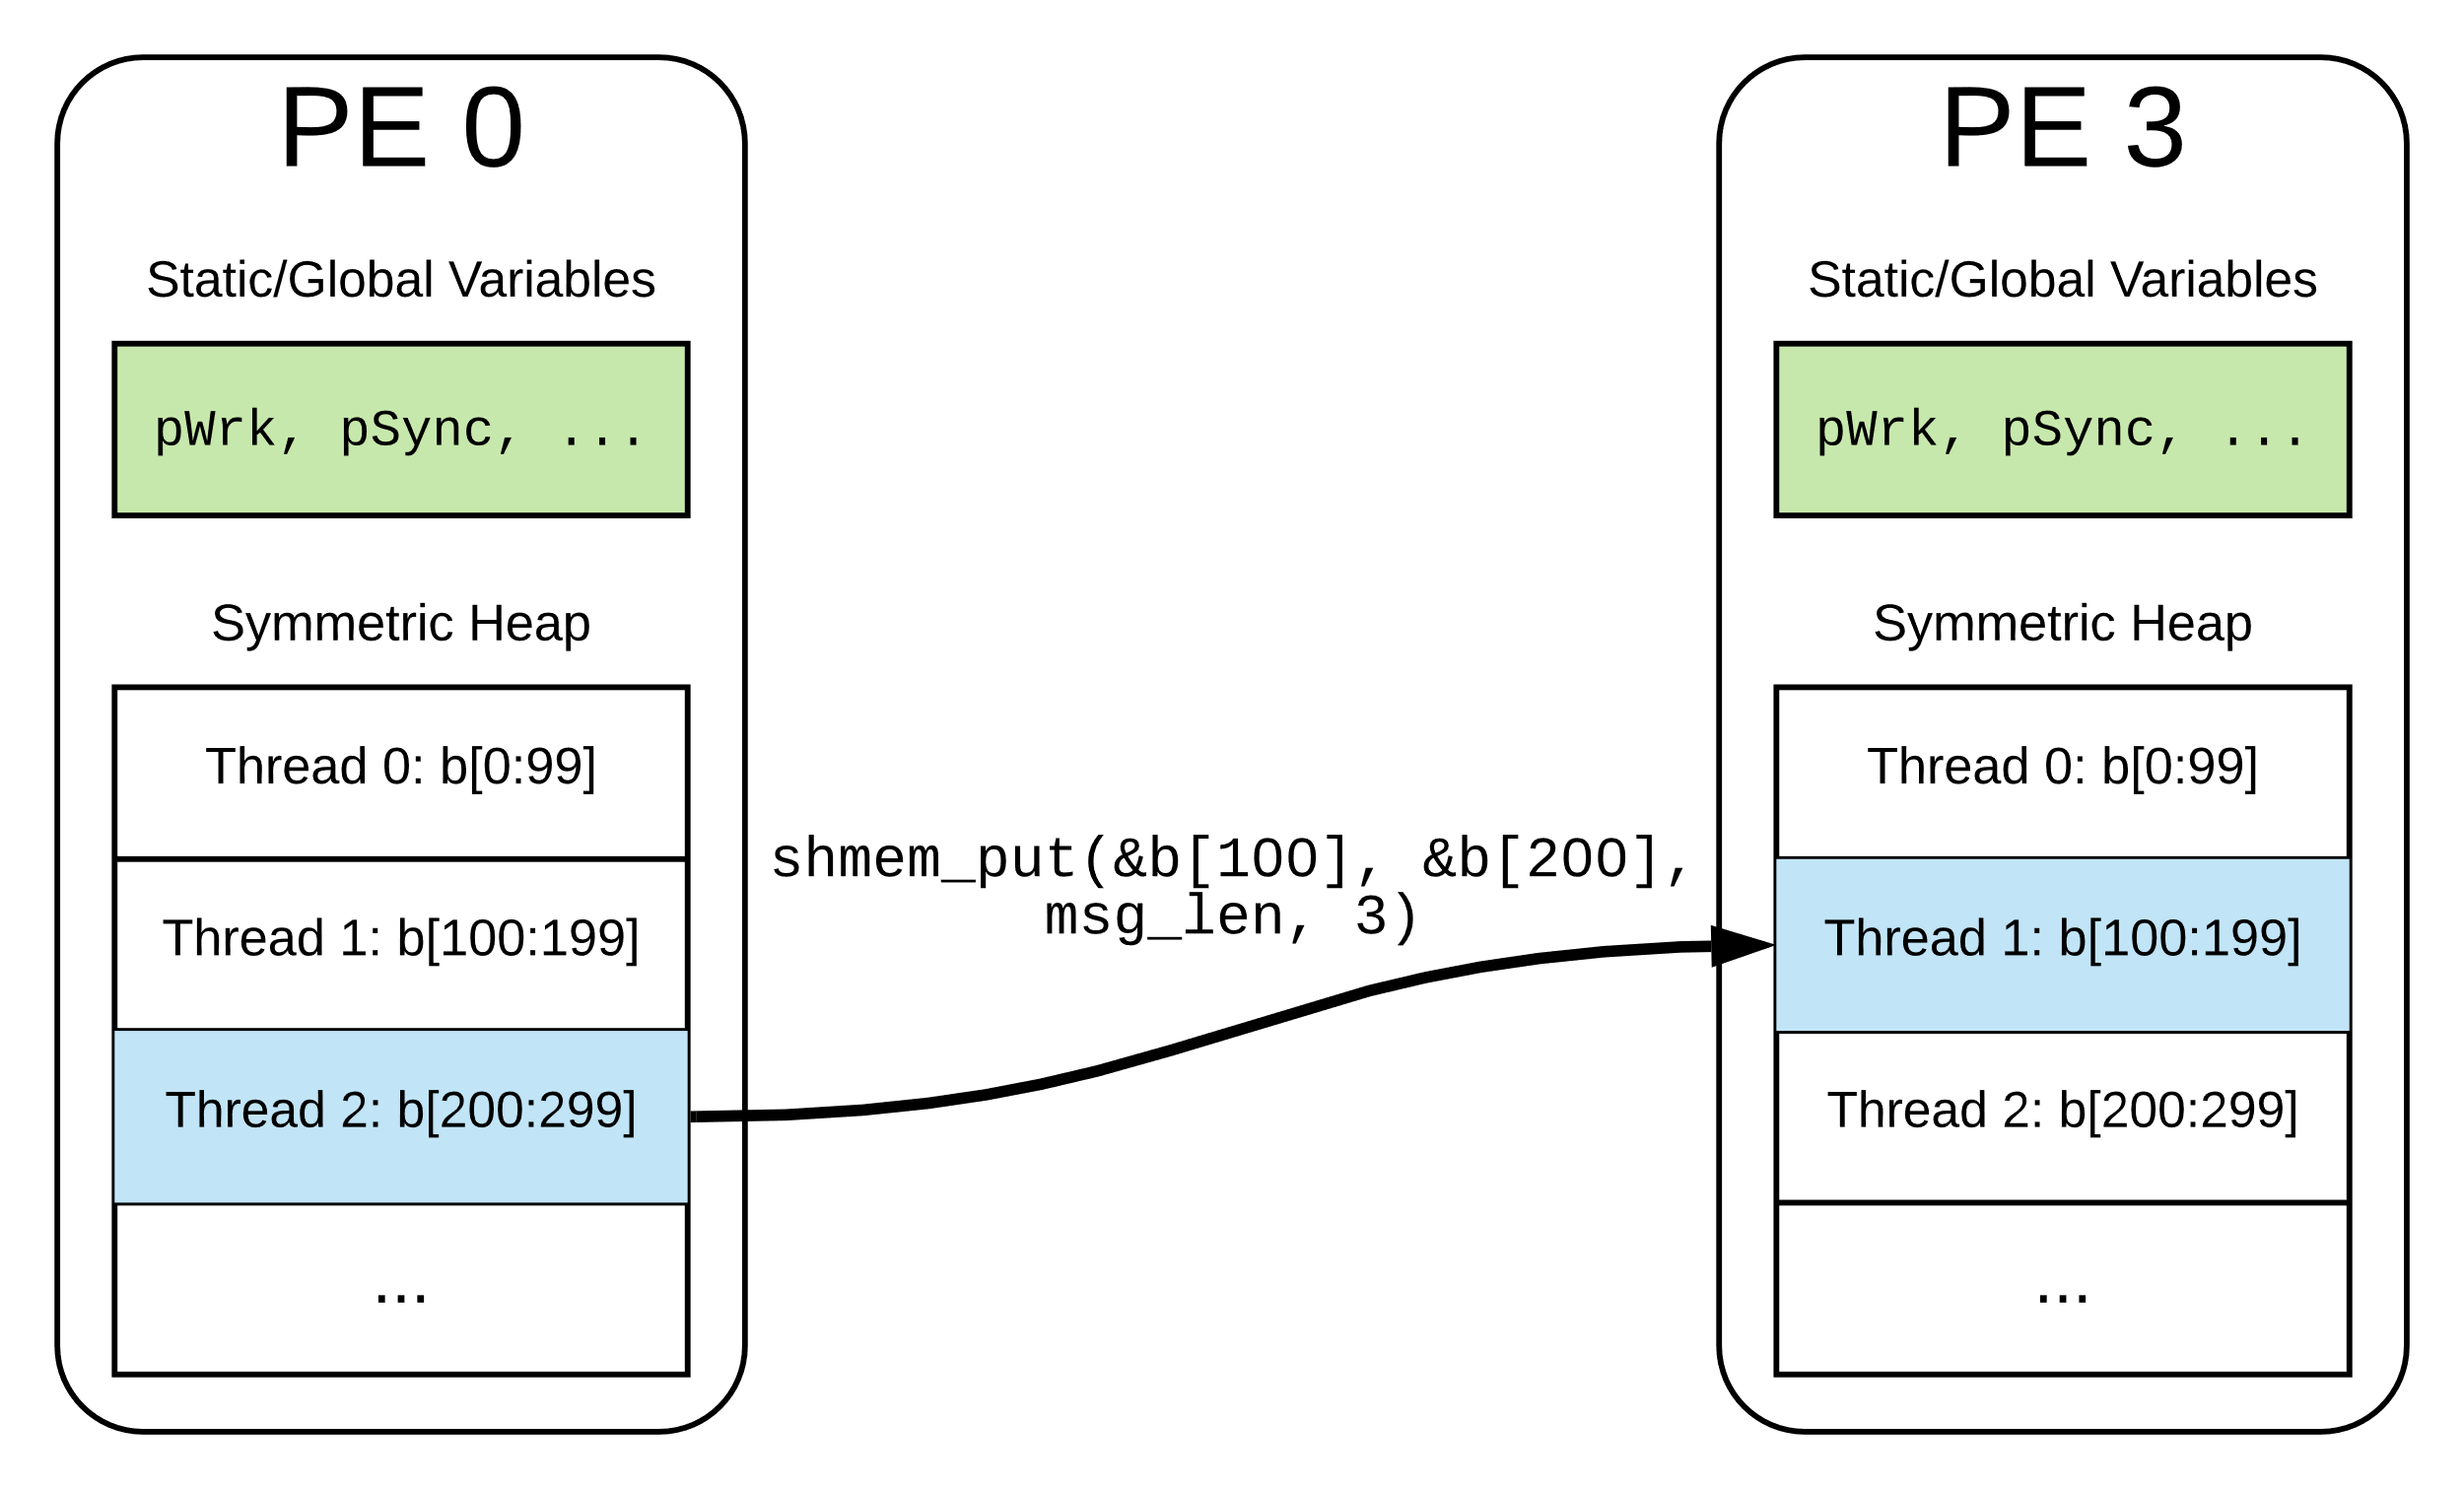 PE 0
Static/Global Variables
pWrk, pSync, ...
Symmetric Heap
Thread 0: b[0:99]
Thread 1: b[100:199]
Thread 2: b[200:299]
...
shmem_put(&b[100], &b[200],
msg_len, 3)
PE 3
Static/Global Variables
pWrk, pSync, ...
Symmetric Heap
Thread 0: b[0:99]
Thread 1: b[100:199]
Thread 2: b[200:299]
...